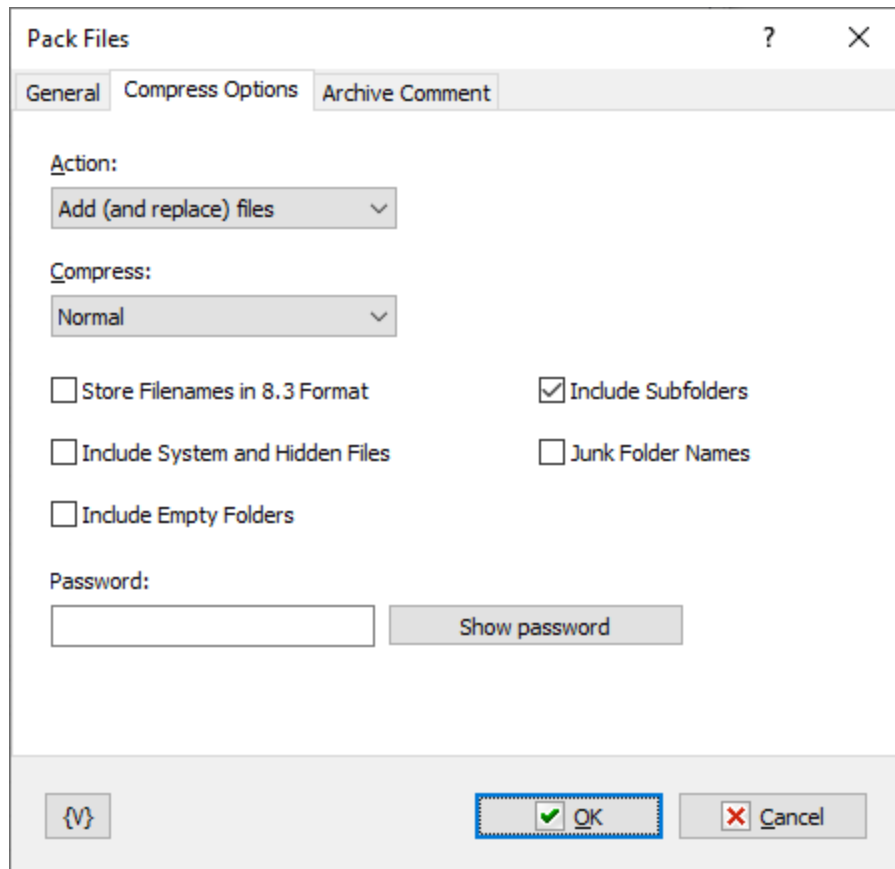 Pack Files ?
General Compress Options Archive Comment
Action:
Add (and replace) files
Compress:
Normal
Store Filenames in 8.3 Format Include Subfolders
Include System and Hidden Files Junk Folder Names
Include Empty Folders
Password:
Show password
{V} OK Cancel